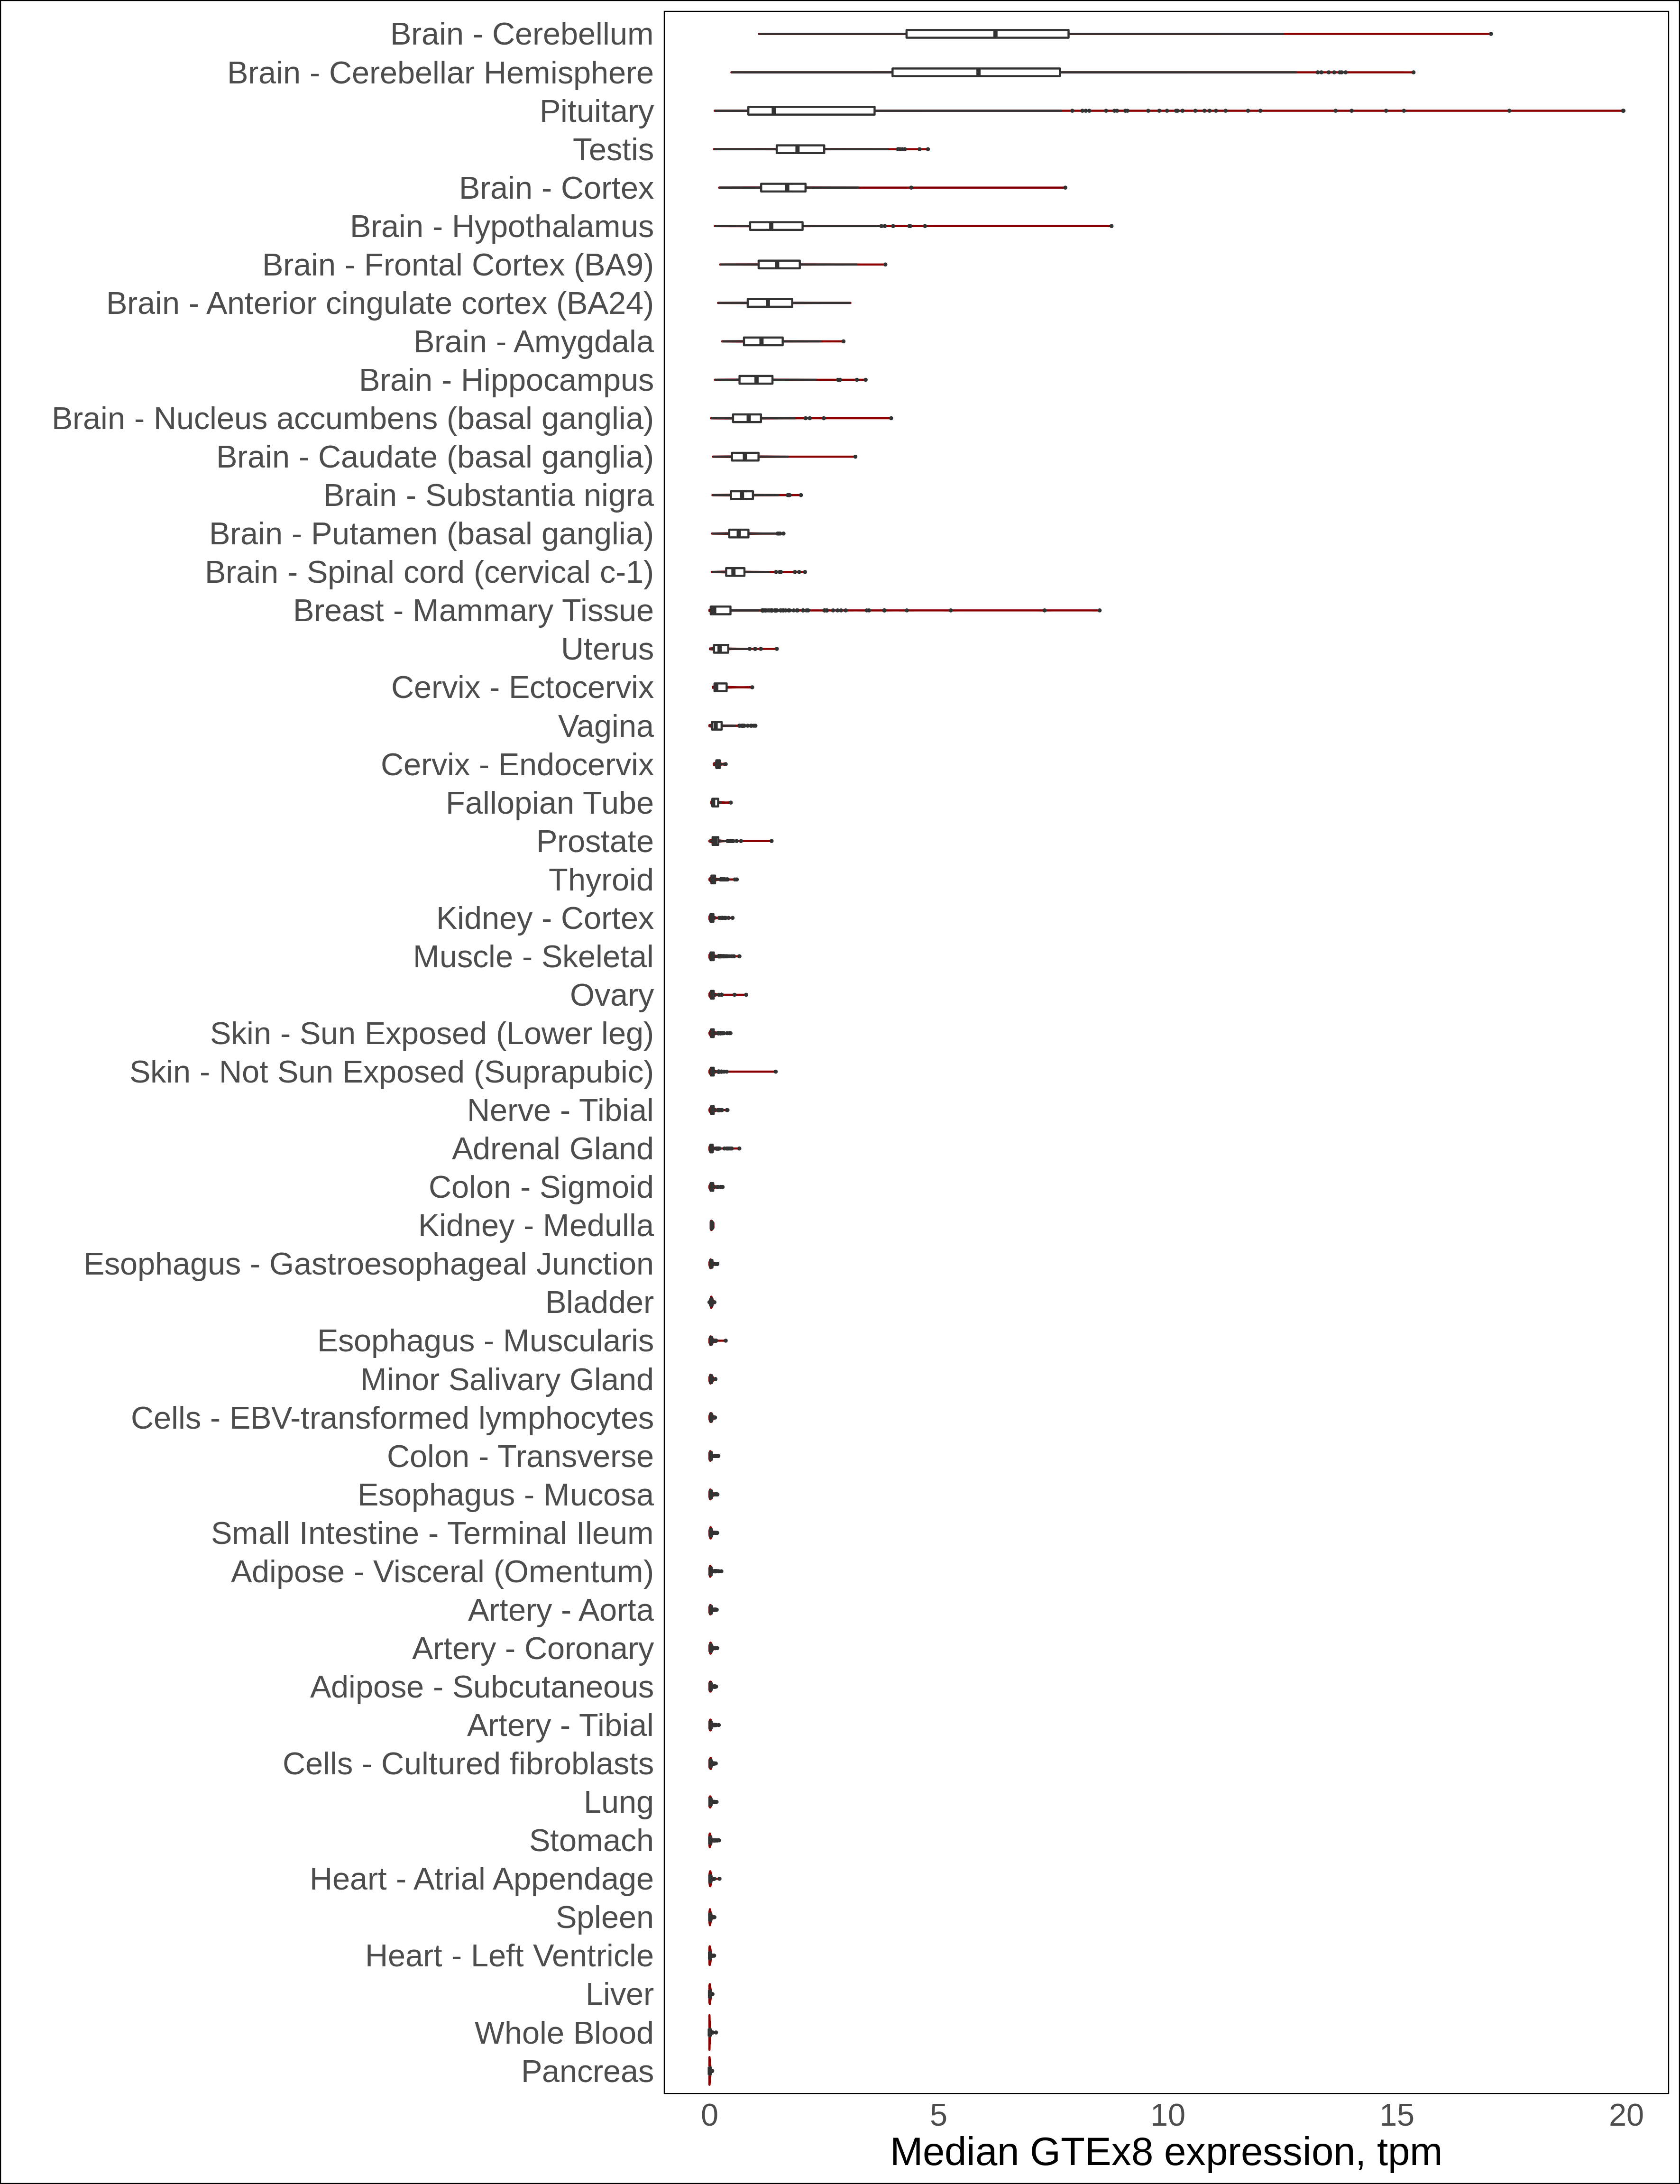 Brain - Cerebellum
Brain - Cerebellar Hemisphere
Pituitary
Testis
Brain - Cortex
Brain - Hypothalamus
Brain - Frontal Cortex (BA9)
Brain - Anterior cingulate cortex (BA24)
Brain - Amygdala
Brain - Hippocampus
Brain - Nucleus accumbens (basal ganglia)
Brain - Caudate (basal ganglia)
Brain - Substantia nigra
Brain - Putamen (basal ganglia)
Brain - Spinal cord (cervical c-1)
Breast - Mammary Tissue
Uterus
Cervix - Ectocervix
Vagina
Cervix - Endocervix
Fallopian Tube
Prostate
Thyroid
Kidney - Cortex
Muscle - Skeletal
Ovary
Skin - Sun Exposed (Lower leg)
Skin - Not Sun Exposed (Suprapubic)
Nerve - Tibial
Adrenal Gland
Colon - Sigmoid
Kidney - Medulla
Esophagus - Gastroesophageal Junction
Bladder
Esophagus - Muscularis
Minor Salivary Gland
Cells - EBV-transformed lymphocytes
Colon - Transverse
Esophagus - Mucosa
Small Intestine - Terminal Ileum
Adipose - Visceral (Omentum)
Artery - Aorta
Artery - Coronary
Adipose - Subcutaneous
Artery - Tibial
Cells - Cultured fibroblasts
Lung
Stomach
Heart - Atrial Appendage
Spleen
Heart - Left Ventricle
Liver
Whole Blood
Pancreas
0 5 10 15 20
Median GTEx8 expression, tpm